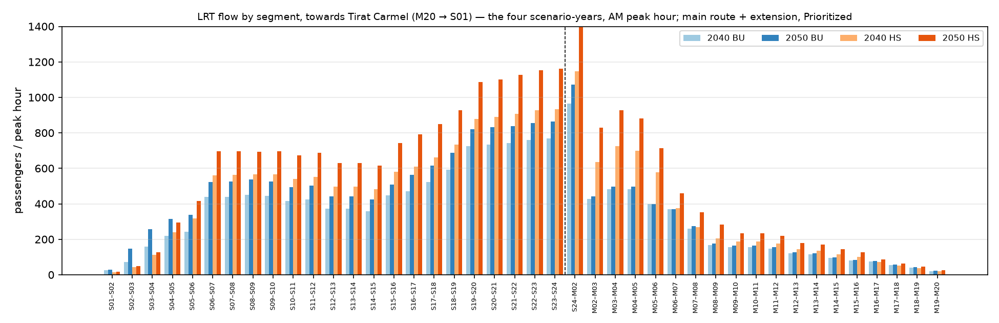 LRT flow by segment, towards Tirat Carmel (M20 → S01) — the four scenario-years, AM peak hour; main route + extension, Prioritized
2040 BU 2050 BU 2040 HS 2050 HS
passengers / peak hour
1400
1200
1000
800
600
400
200
0
S01–S02
S02–S03
S03–S04
S04–S05
S05–S06
S06–S07
S07–S08
S08–S09
S09–S10
S10–S11
S11–S12
S12–S13
S13–S14
S14–S15
S15–S16
S16–S17
S17–S18
S18–S19
S19–S20
S20–S21
S21–S22
S22–S23
S23–S24
S24–M02
M02–M03
M03–M04
M04–M05
M05–M06
M06–M07
M07–M08
M08–M09
M09–M10
M10–M11
M11–M12
M12–M13
M13–M14
M14–M15
M15–M16
M16–M17
M17–M18
M18–M19
M19–M20